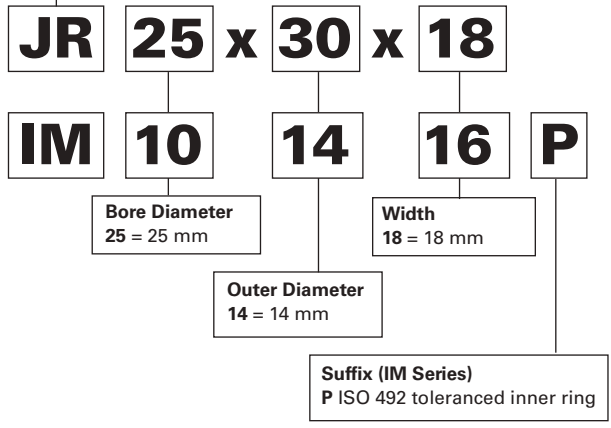 JR 25 x 30 x 18
IM 10 14 16 P
Bore Diameter
25 = 25 mm
Width
18 = 18 mm
Outer Diameter
14 = 14 mm
Suffix (IM Series)
P ISO 492 toleranced inner ring